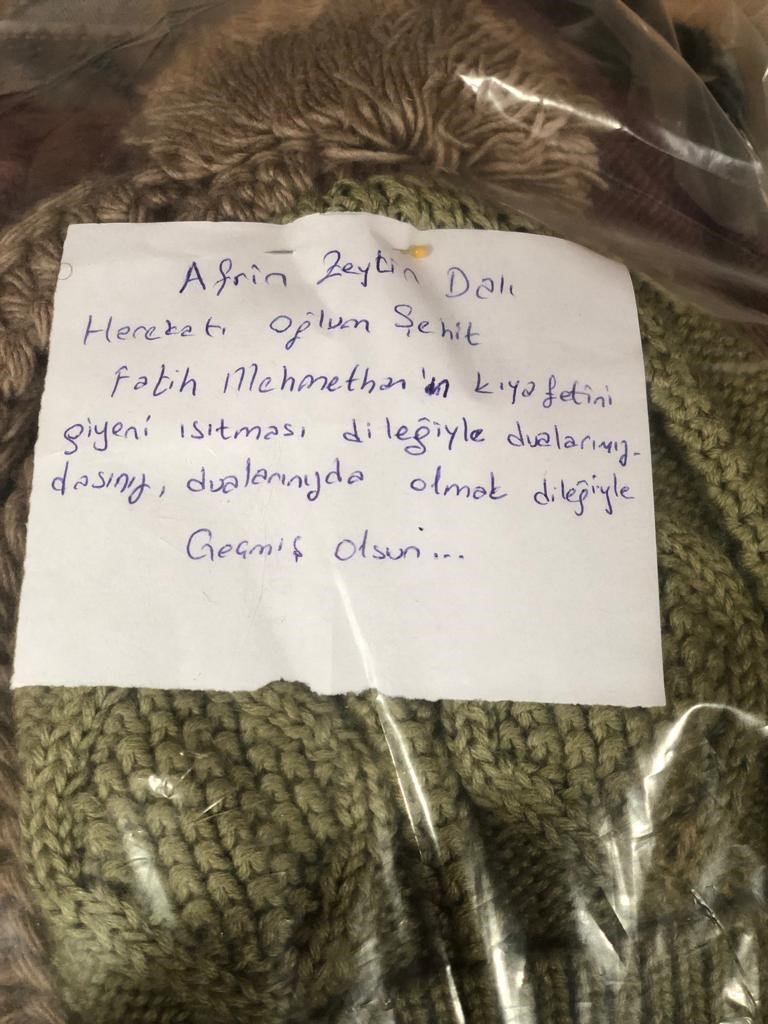 Afrin Zeytin Dalı
Herekatı Oğlum Şehit
Fatih Mehmethan'ın kıyafetini
giyeni ısıtması dileğiyle dualarımız-
dasınız, dualarınızda olmak dileğiyle
Geçmiş Olsun...